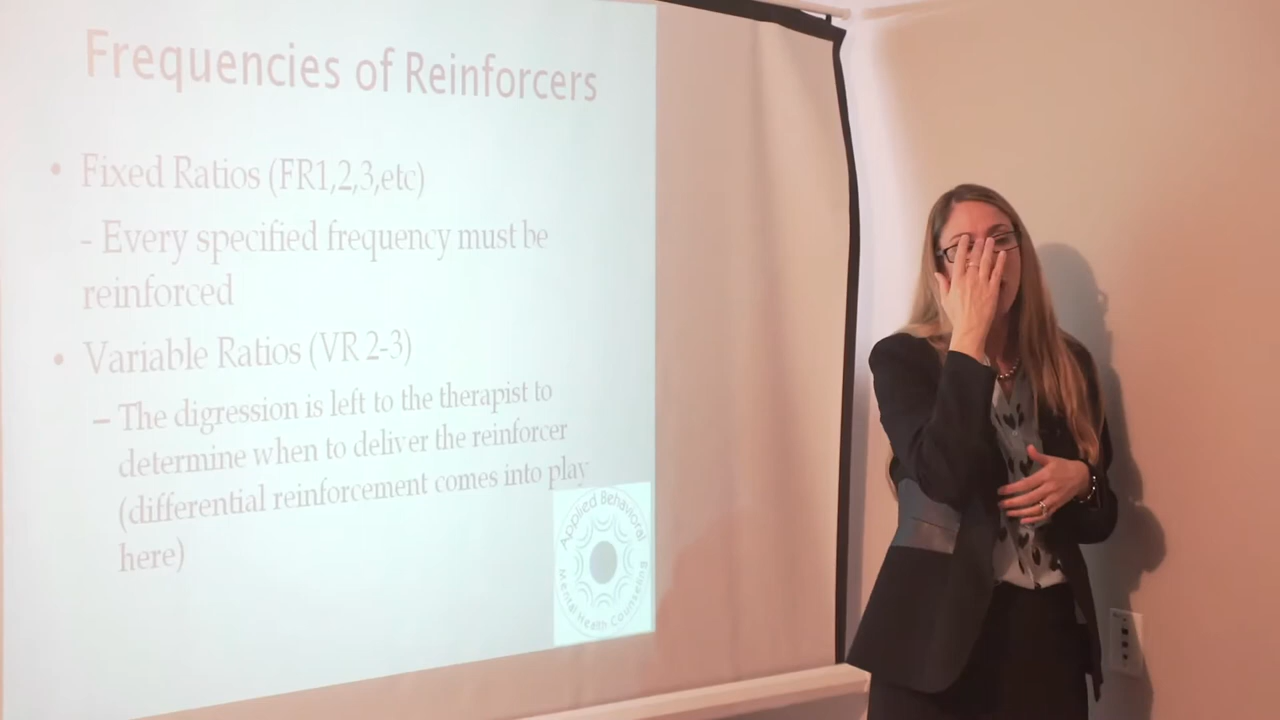 Frequencies of Reinforcers
• Fixed Ratios (FR1,2,3,etc)
- Every specified frequency must be
reinforced
• Variable Ratios (VR 2-3)
– The digression is left to the therapist to
determine when to deliver the reinforcer
(differential reinforcement comes into play
here)
Applied Behavioral
Mental Health Counseling